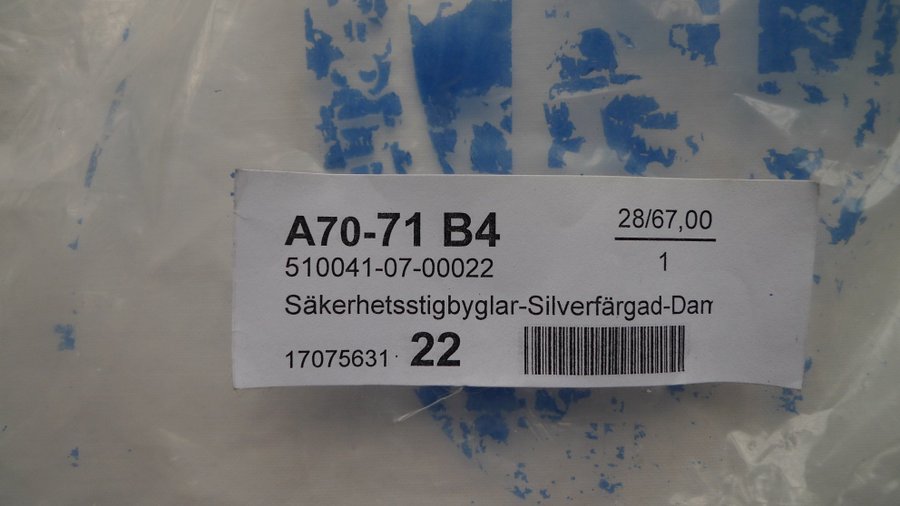 A70-71 B4
28/67,00
1
510041-07-00022
Säkerhetsstigbyglar-Silverfärgad-Dam
17075631 22